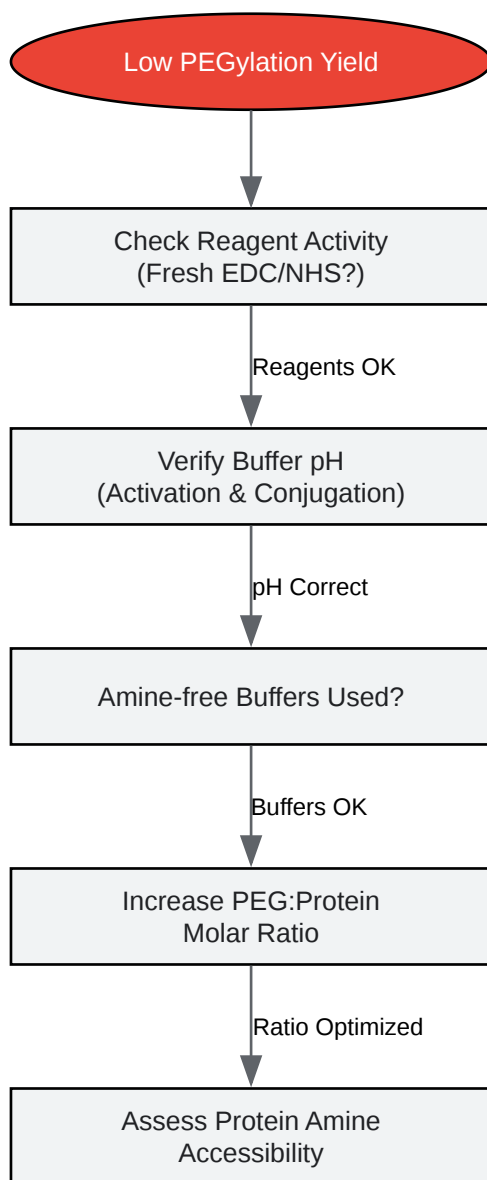 Low PEGylation Yield
Check Reagent Activity
(Fresh EDC/NHS?)
Reagents OK
Verify Buffer pH
(Activation & Conjugation)
pH Correct
Amine-free Buffers Used?
Buffers OK
Increase PEG:Protein
Molar Ratio
Ratio Optimized
Assess Protein Amine
Accessibility